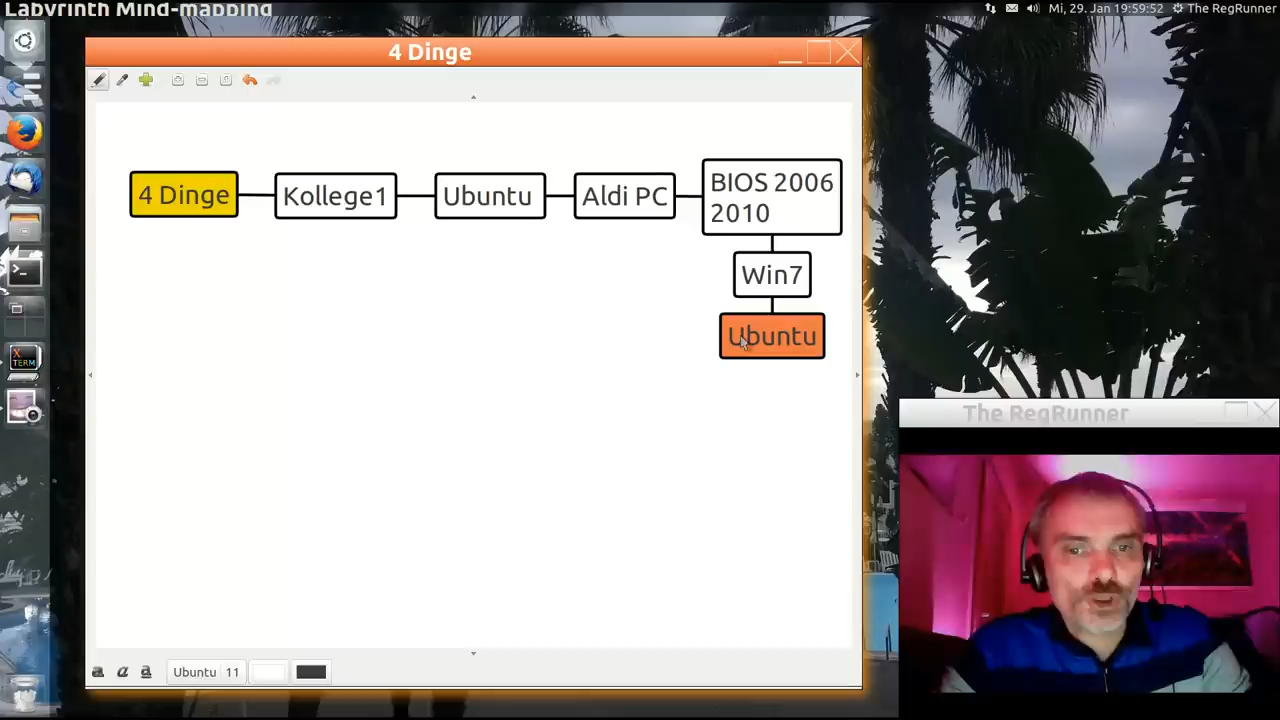 Labyrinth Mind-mapping
Mi, 29. Jan 19:59:52 The RegRunner
4 Dinge
4 Dinge
Kollege1
Ubuntu
Aldi PC
BIOS 2006
2010
Win7
Ubuntu
X
TERM
The RegRunner
a a a Ubuntu 11